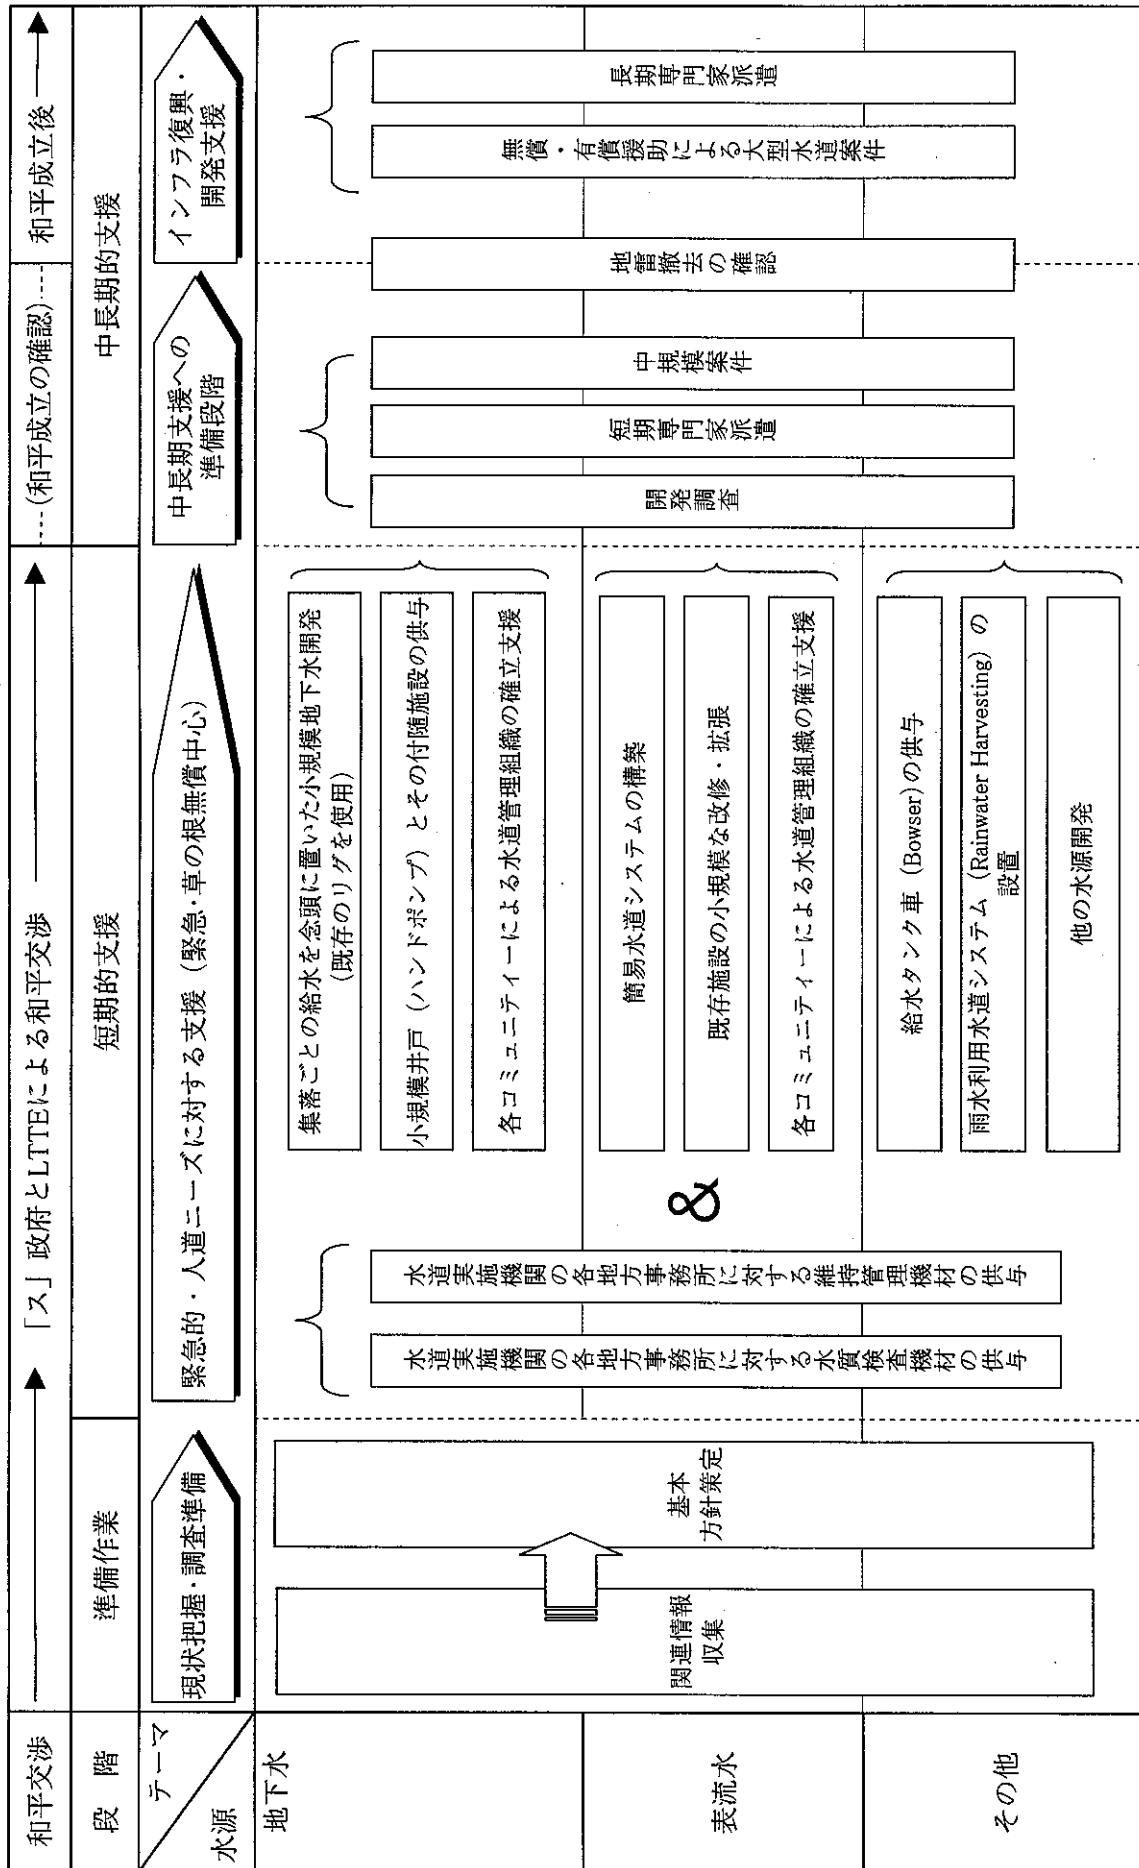 和平交渉
「ス」政府とLTTEによる和平交渉
(和平成立の確認)
和平成立後
段 階
準備作業
短期的支援
中長期的支援
テーマ
水源
現状把握・調査準備
緊急的・人道ニーズに対する支援（緊急・草の根無償中心）
中長期支援への
準備段階
インフラ復興・
開発支援
地下水
表流水
その他
関連情報
収集
基本
方針策定
水道実施機関の各地方事務所に対する水質検査機材の供与
水道実施機関の各地方事務所に対する維持管理機材の供与
&
集落ごとの給水を念頭に置いた小規模地下水開発
(既存のリグを使用)
小規模井戸（ハンドポンプ）とその付随施設の供与
各コミュニティーによる水道管理組織の確立支援
簡易水道システムの構築
既存施設の小規模な改修・拡張
各コミュニティーによる水道管理組織の確立支援
給水タンク車（Bowser)の供与
雨水利用水道システム（Rainwater Harvesting）の
設置
他の水源開発
開発調査
短期専門家派遣
中規模案件
地雷撤去の確認
無償・有償援助による大型水道案件
長期専門家派遣